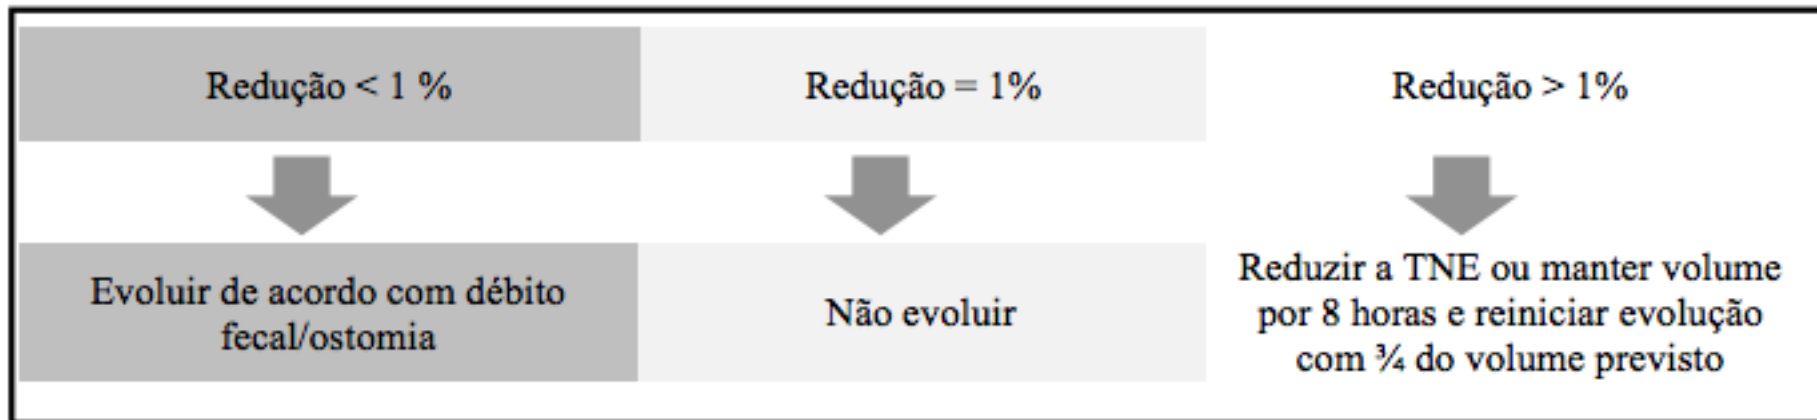 Redução < 1 %
Redução = 1%
Redução > 1%
Evoluir de acordo com débito
fecal/ostomia
Não evoluir
Reduzir a TNE ou manter volume
por 8 horas e reiniciar evolução
com ¾ do volume previsto